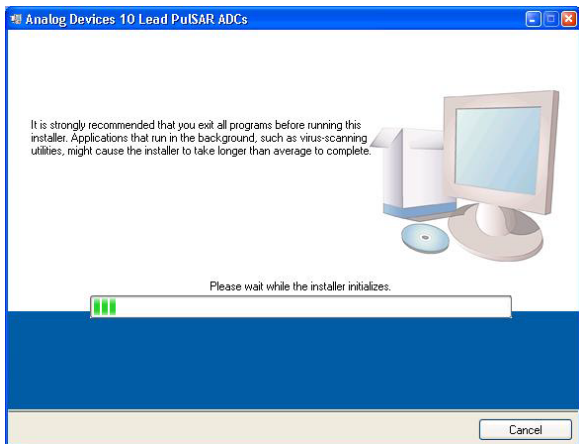 Analog Devices 10 Lead PulSAR ADCs
It is strongly recommended that you exit all programs before running this
installer. Applications that run in the background, such as virus-scanning
utilities, might cause the installer to take longer than average to complete.
Please wait while the installer initializes.
Cancel